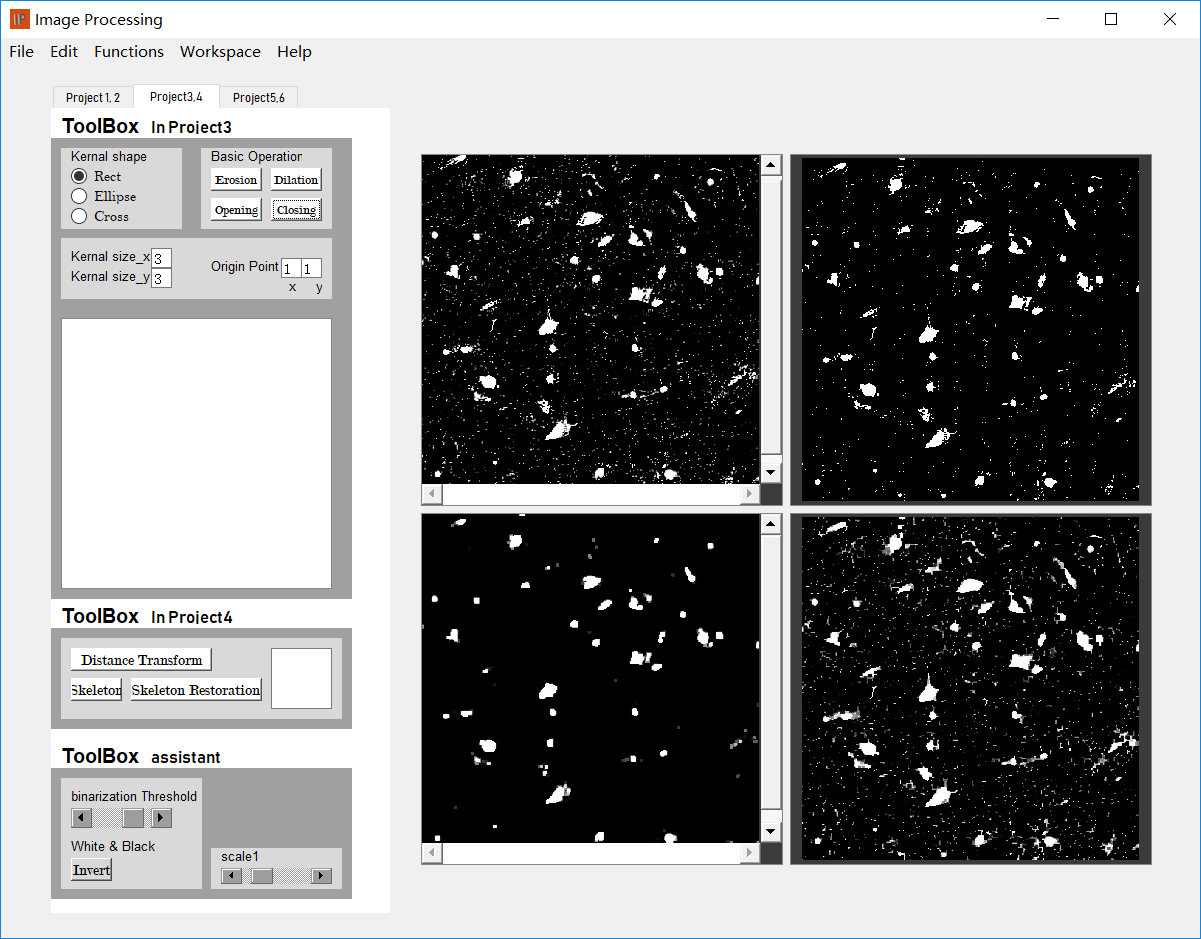 IP Image Processing
File Edit Functions Workspace Help
Project1, 2 Project3,4 Project5,6
ToolBox In Project3
Kernal shape
Rect
Ellipse
Cross
Basic Operation
Erosion Dilation
Opening Closing
Kernal size_x 3
Kernal size_y 3
Origin Point 1 1
x y
ToolBox In Project4
Distance Transform
Skeleton Skeleton Restoration
ToolBox assistant
binarization Threshold
White & Black
Invert
scale1